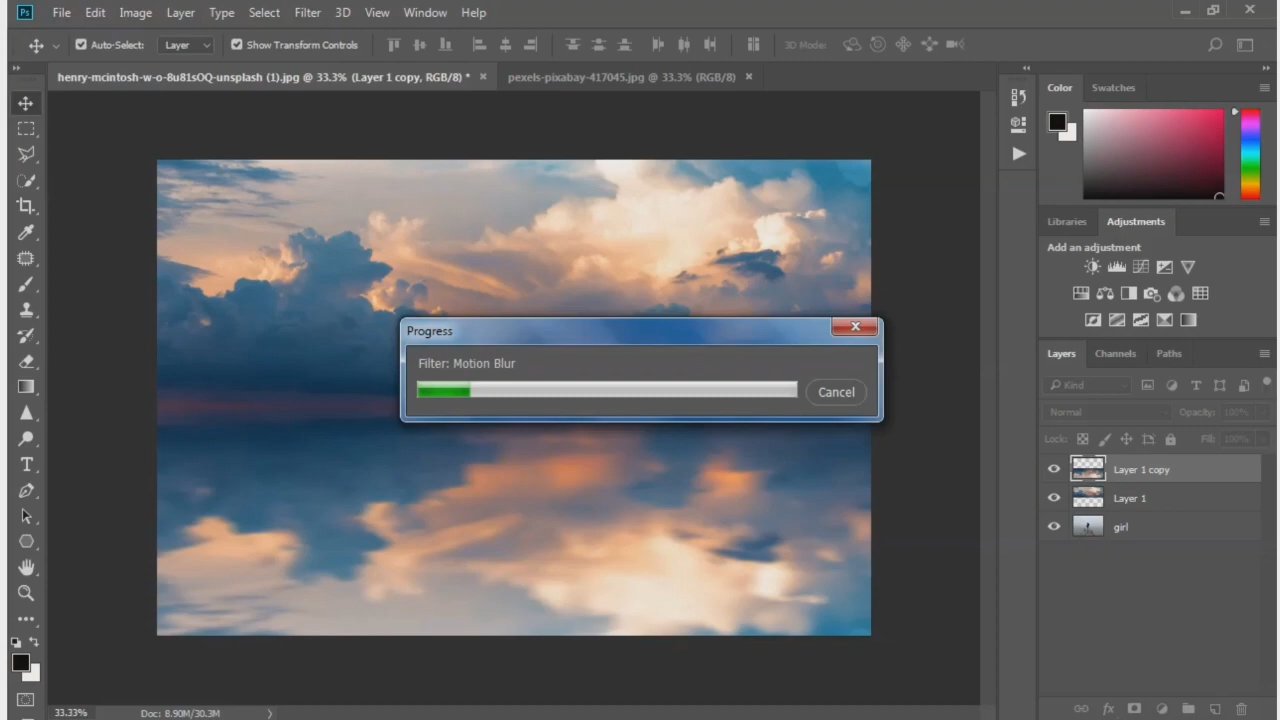 Ps File Edit Image Layer Type Select Filter 3D View Window Help
Auto-Select: Layer Show Transform Controls 3D Mode:
henry-mcintosh-w-o-8u81sOQ-unsplash (1).jpg @ 33.3% (Layer 1 copy, RGB/8) * pexels-pixabay-417045.jpg @ 33.3% (RGB/8)
Color Swatches
Libraries Adjustments
Add an adjustment
Progress
Filter: Motion Blur
Cancel
Layers Channels Paths
Kind
Normal Opacity: 100%
Lock: Fill: 100%
Layer 1 copy
Layer 1
girl
33.33% Doc: 8.90M/30.3M